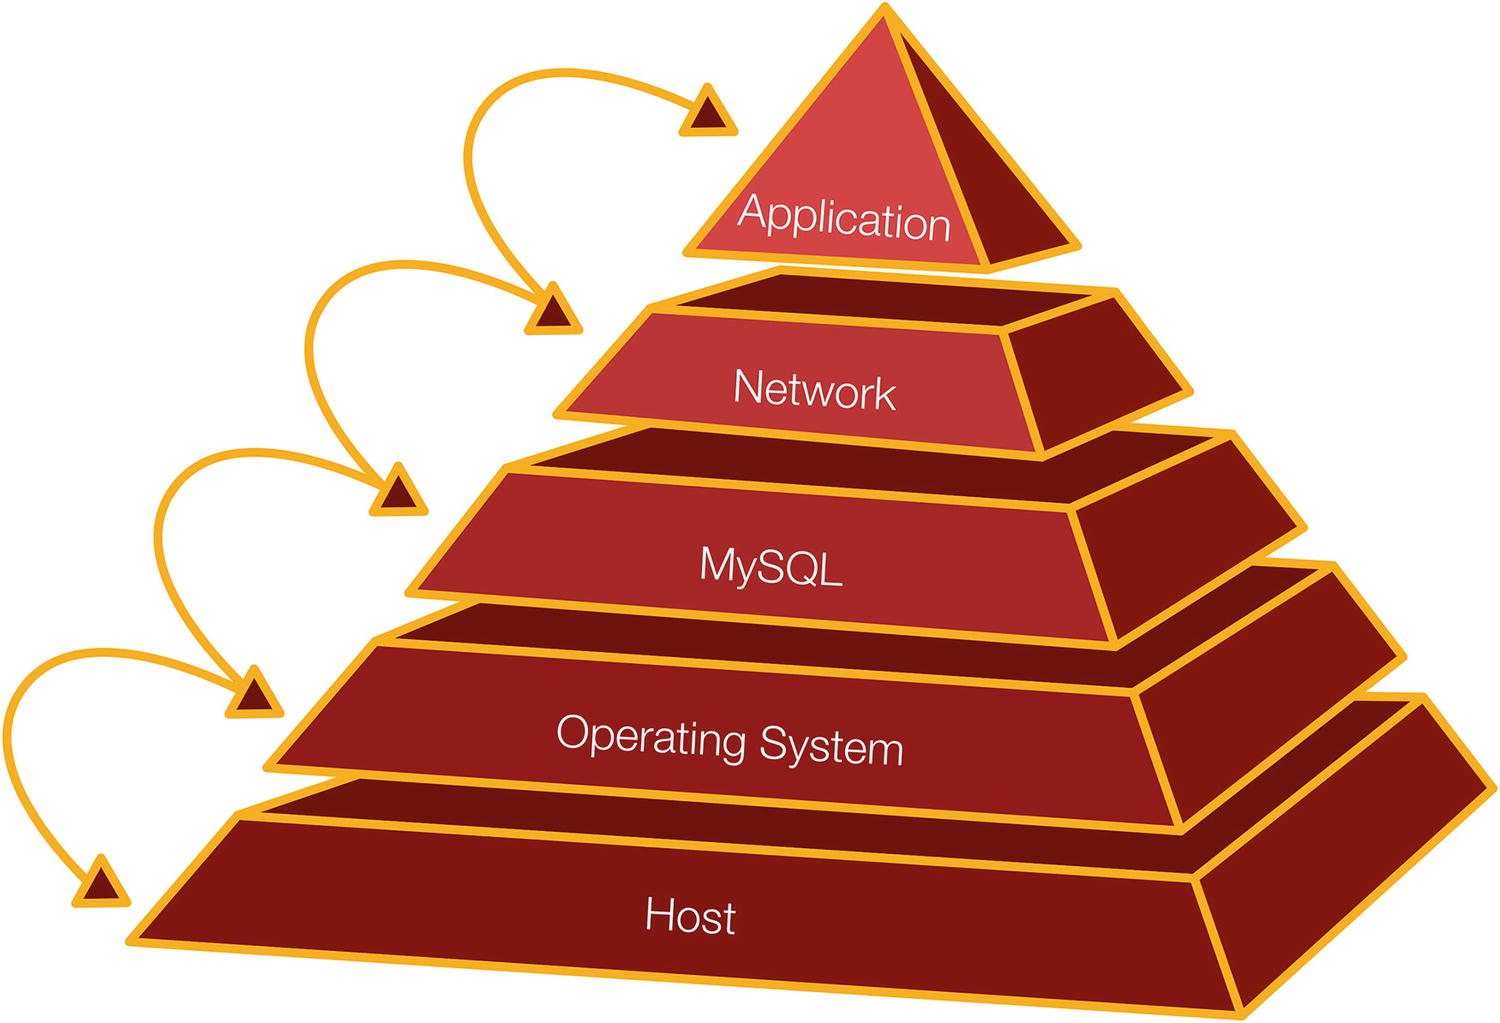 Application
Network
MySQL
Operating System
Host